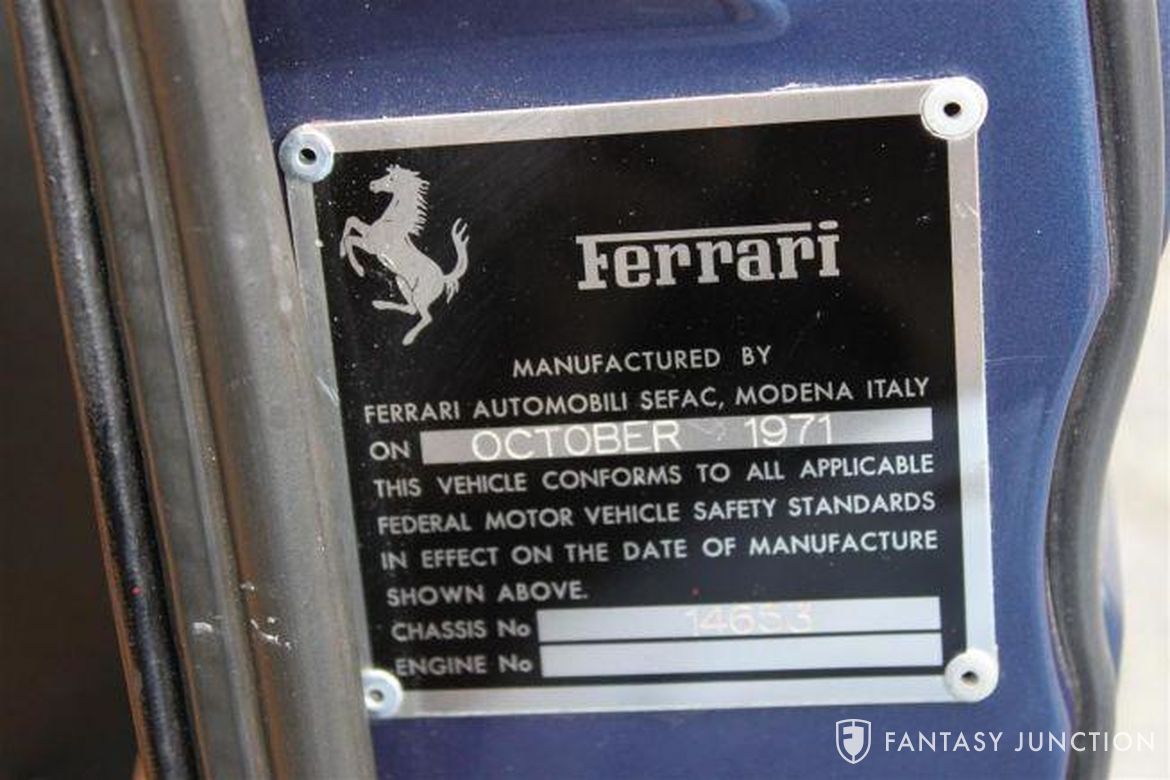 Ferrari
MANUFACTURED BY
FERRARI AUTOMOBILI SEFAC, MODENA ITALY
ON OCTOBER 1971
THIS VEHICLE CONFORMS TO ALL APPLICABLE
FEDERAL MOTOR VEHICLE SAFETY STANDARDS
IN EFFECT ON THE DATE OF MANUFACTURE
SHOWN ABOVE.
CHASSIS No 14653
ENGINE No
FANTASY JUNCTION